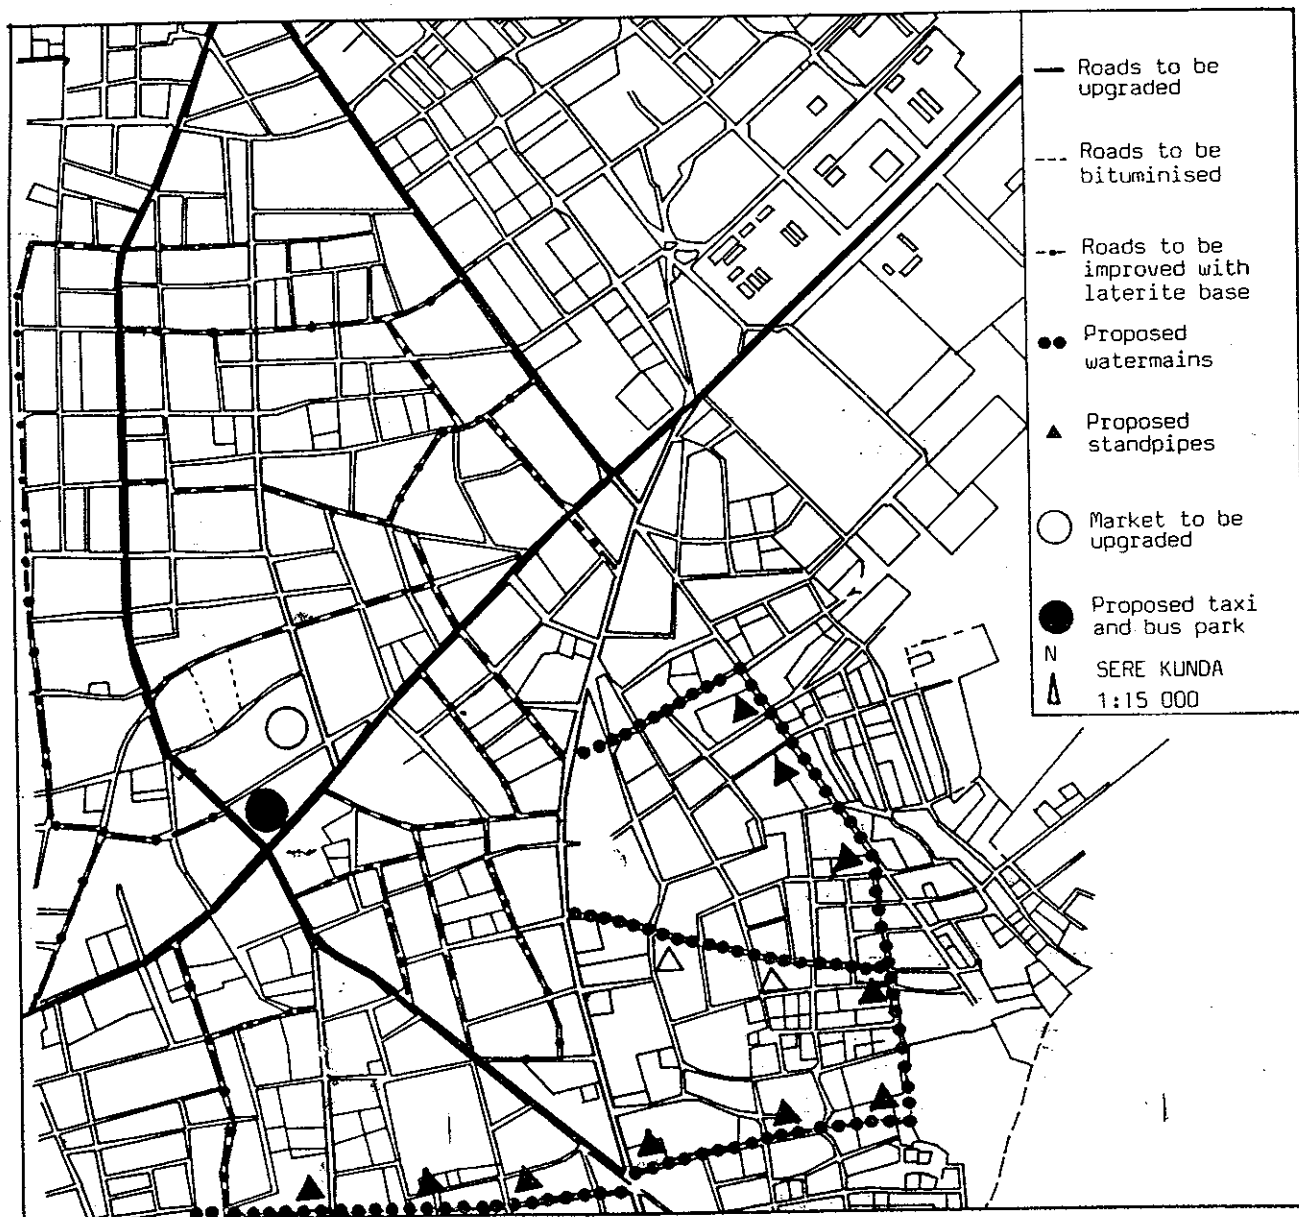 Roads to be
upgraded
Roads to be
bituminised
Roads to be
improved with
laterite base
Proposed
watermains
Proposed
standpipes
Market to be
upgraded
Proposed taxi
and bus park
N
SERE KUNDA
1:15 000